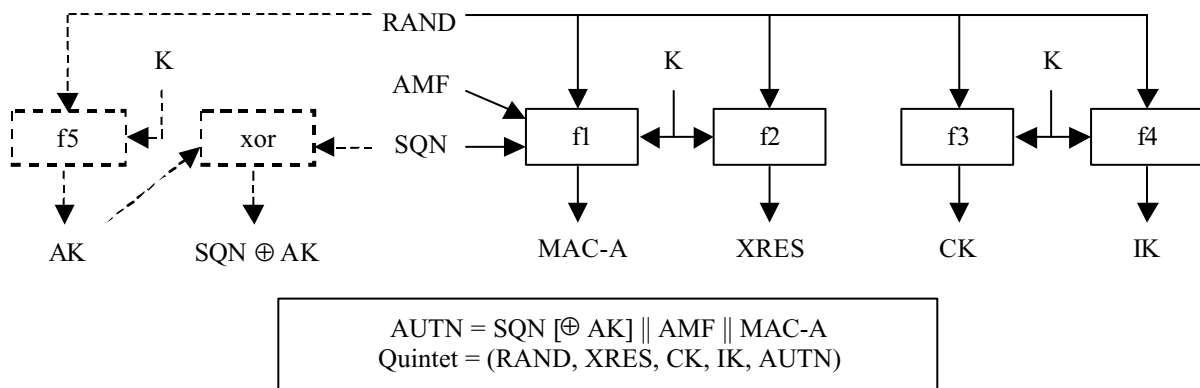 RAND
K K K
AMF
f5 xor SQN f1 f2 f3 f4
AK SQN ⊕ AK MAC-A XRES CK IK
AUTN = SQN [⊕ AK] || AMF || MAC-A
Quintet = (RAND, XRES, CK, IK, AUTN)